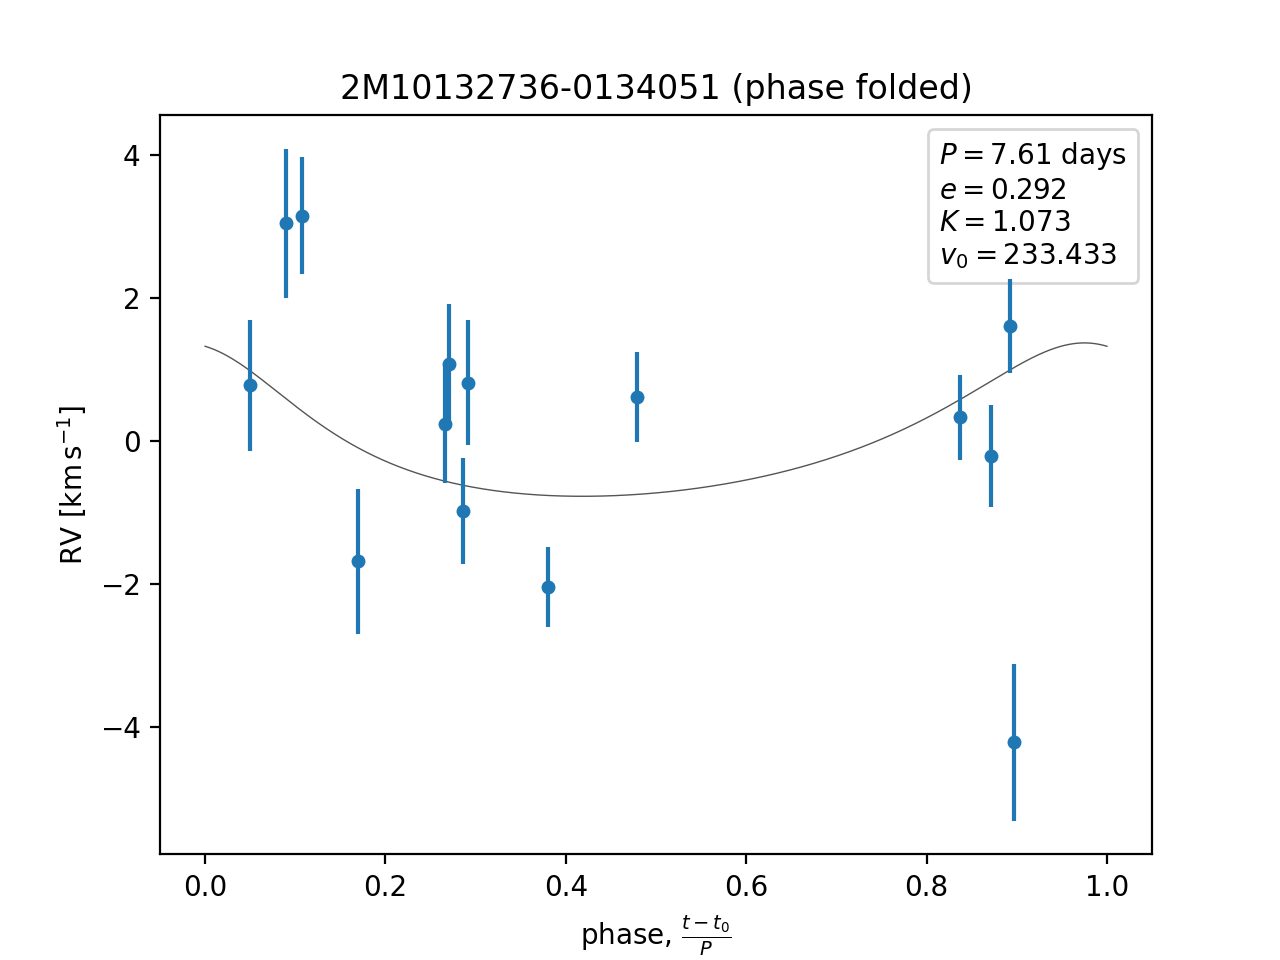 2M10132736-0134051 (phase folded)
P = 7.61 days
e = 0.292
K = 1.073
v₀ = 233.433
4
2
0
−2
−4
RV [km s⁻¹]
0.0 0.2 0.4 0.6 0.8 1.0
phase, (t − t₀)/P